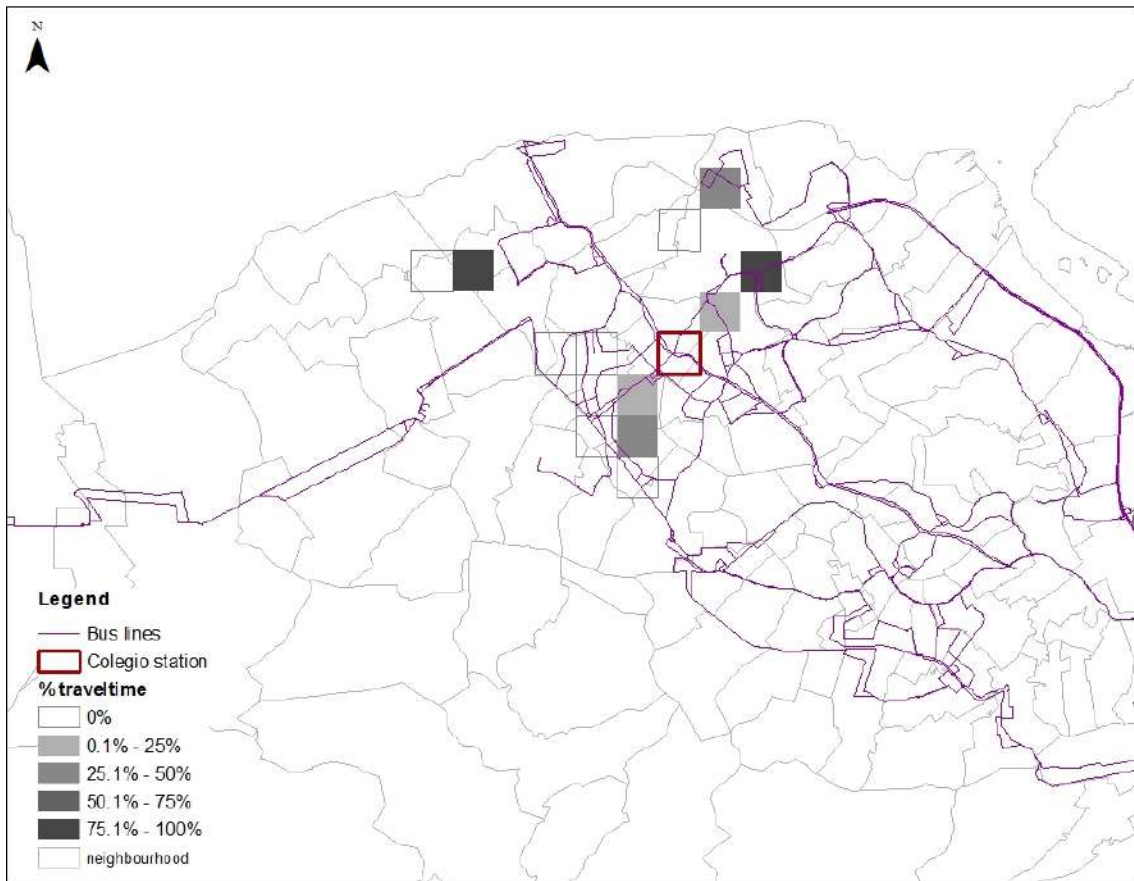 N
Legend
Bus lines
Colegio station
%traveltime
0%
0.1% - 25%
25.1% - 50%
50.1% - 75%
75.1% - 100%
neighbourhood